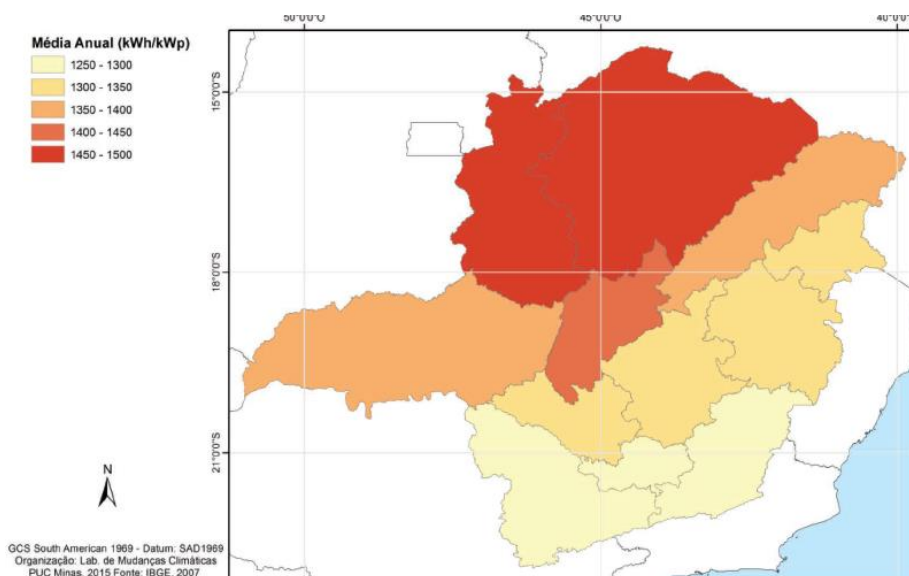 50°0'0"O 45°0'0"O 40°0'0"O
Média Anual (kWh/kWp)
1250 - 1300
1300 - 1350
1350 - 1400
1400 - 1450
1450 - 1500
15°0'0"S
18°0'0"S
21°0'0"S
N
GCS South American 1969 - Datum: SAD1969
Organização: Lab. de Mudanças Climáticas
PUC Minas, 2015 Fonte: IBGE, 2007